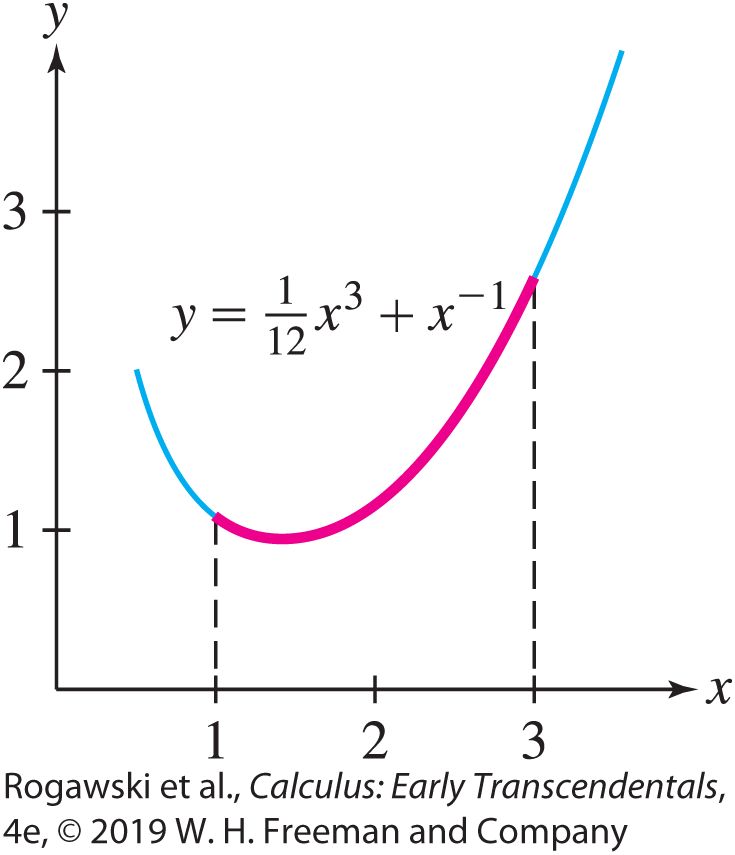 y
3
y = 1/12 x³ + x⁻¹
2
1
x
1 2 3
Rogawski et al., Calculus: Early Transcendentals,
4e, © 2019 W. H. Freeman and Company